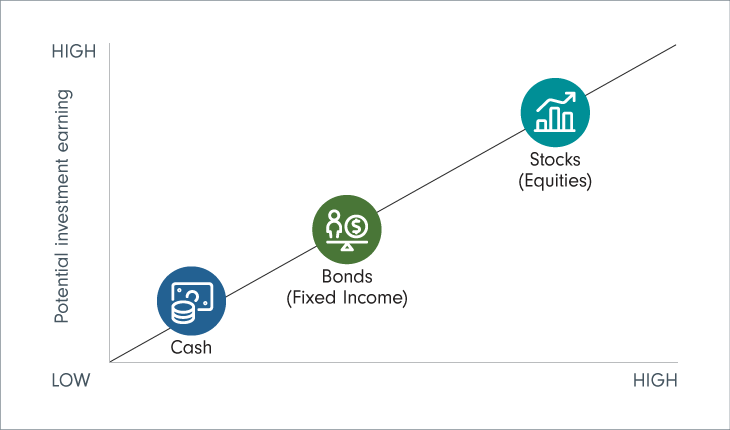 HIGH
Potential investment earning
Stocks
(Equities)
Bonds
(Fixed Income)
Cash
LOW
HIGH